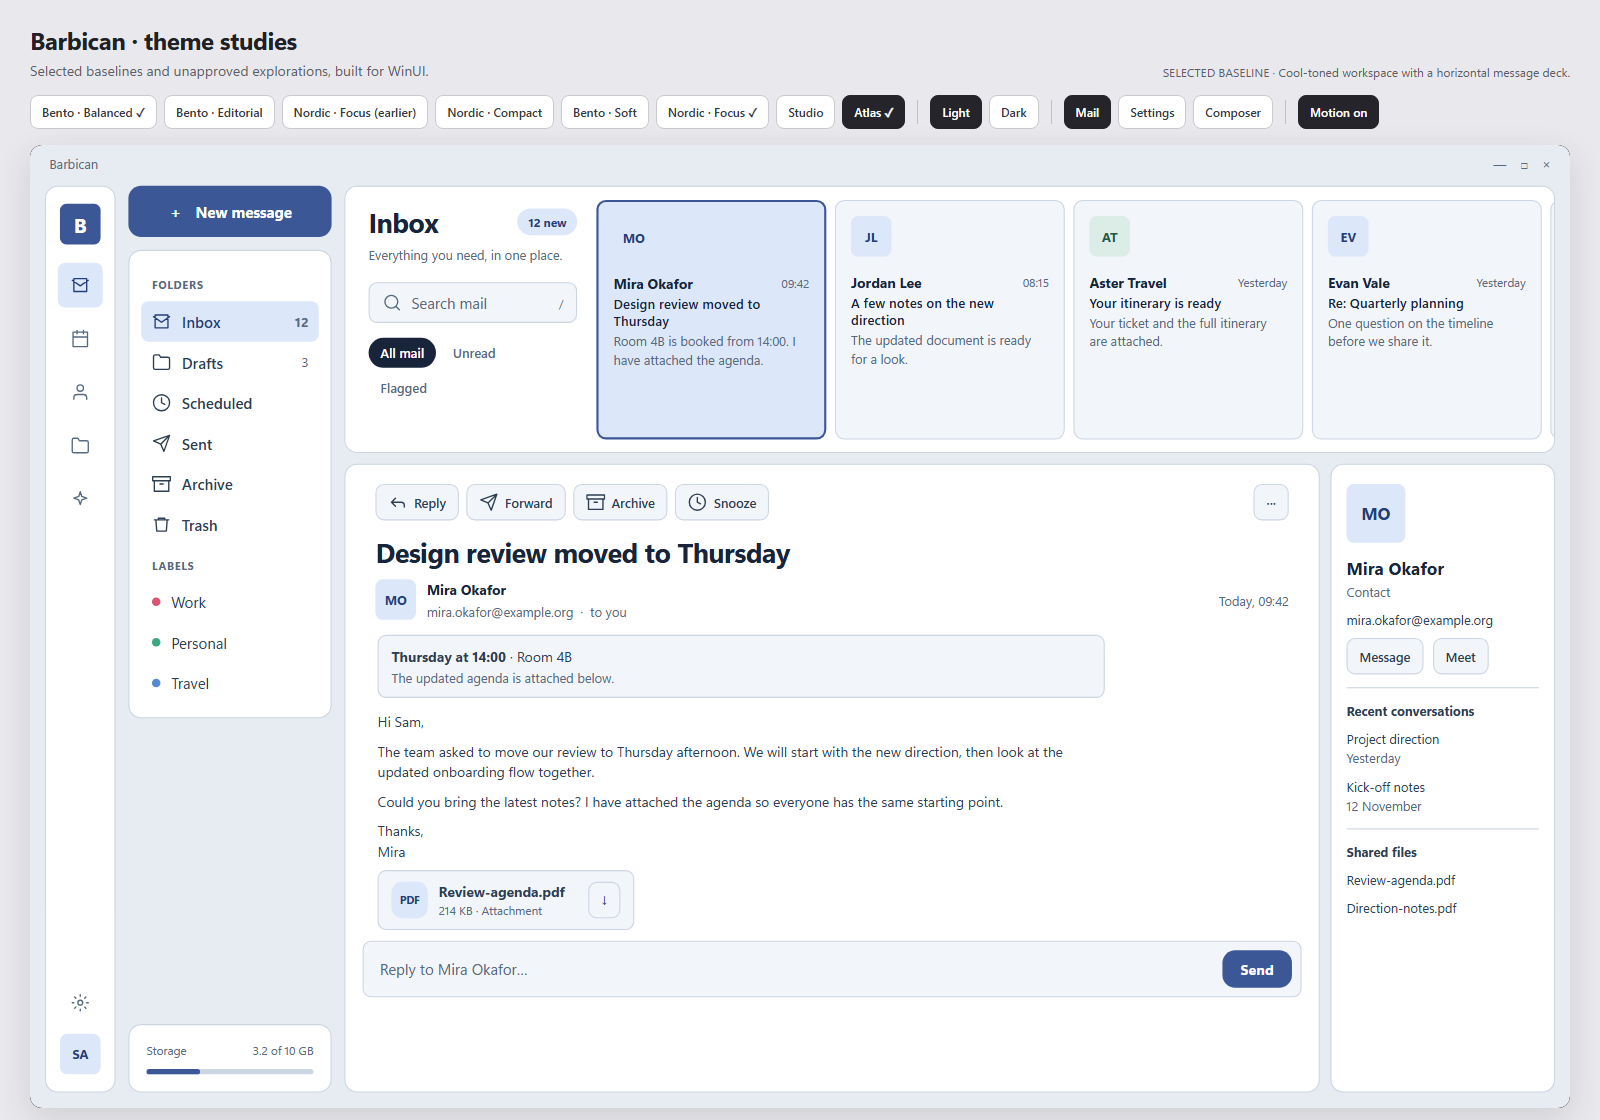 Barbican · theme studies
Selected baselines and unapproved explorations, built for WinUI.
SELECTED BASELINE · Cool-toned workspace with a horizontal message deck.
Bento · Balanced ✓
Bento · Editorial
Nordic · Focus (earlier)
Nordic · Compact
Bento · Soft
Nordic · Focus ✓
Studio
Atlas ✓
Light
Dark
Mail
Settings
Composer
Motion on
Barbican
B
+ New message
FOLDERS
Inbox 12
Drafts 3
Scheduled
Sent
Archive
Trash
LABELS
Work
Personal
Travel
SA
Storage 3.2 of 10 GB
Inbox
12 new
Everything you need, in one place.
Search mail /
All mail
Unread
Flagged
MO
Mira Okafor 09:42
Design review moved to
Thursday
Room 4B is booked from 14:00. I
have attached the agenda.
JL
Jordan Lee 08:15
A few notes on the new
direction
The updated document is ready
for a look.
AT
Aster Travel Yesterday
Your itinerary is ready
Your ticket and the full itinerary
are attached.
EV
Evan Vale Yesterday
Re: Quarterly planning
One question on the timeline
before we share it.
Reply
Forward
Archive
Snooze
...
Design review moved to Thursday
MO
Mira Okafor
mira.okafor@example.org · to you
Today, 09:42
Thursday at 14:00 · Room 4B
The updated agenda is attached below.
Hi Sam,
The team asked to move our review to Thursday afternoon. We will start with the new direction, then look at the
updated onboarding flow together.
Could you bring the latest notes? I have attached the agenda so everyone has the same starting point.
Thanks,
Mira
PDF
Review-agenda.pdf
214 KB · Attachment
↓
Reply to Mira Okafor...
Send
MO
Mira Okafor
Contact
mira.okafor@example.org
Message
Meet
Recent conversations
Project direction
Yesterday
Kick-off notes
12 November
Shared files
Review-agenda.pdf
Direction-notes.pdf